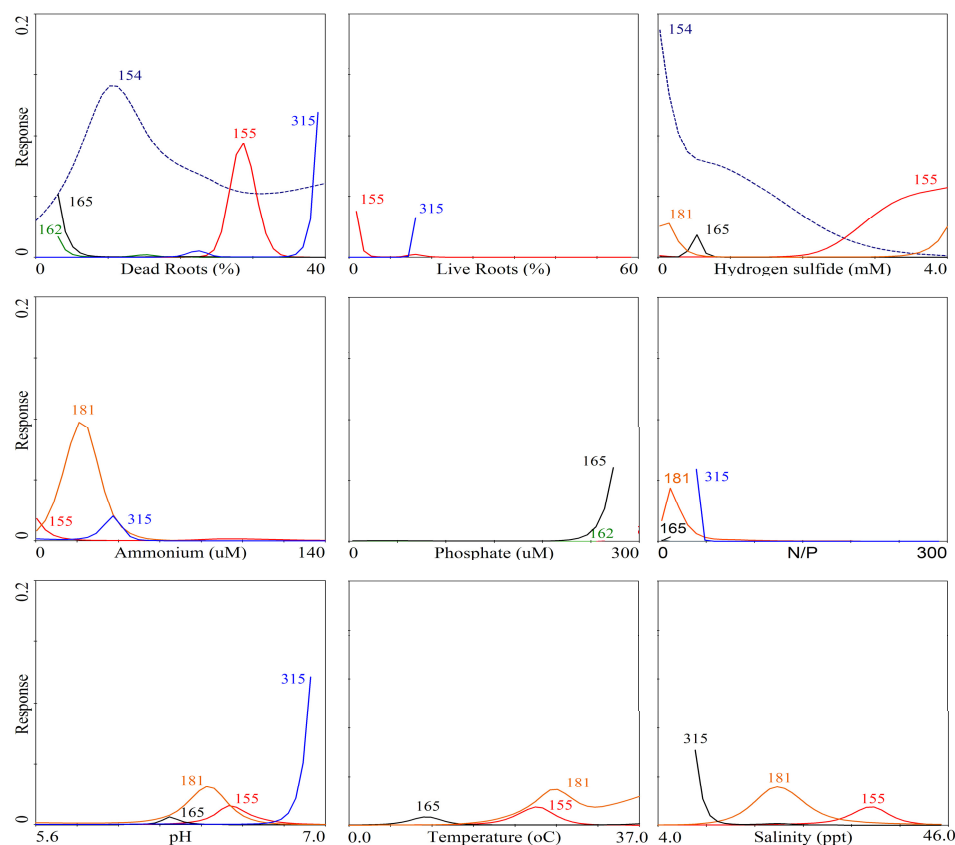 0.2
Response
0
154
165
162
155
315
0 Dead Roots (%) 40
155
315
0 Live Roots (%) 60
154
181
165
155
0 Hydrogen sulfide (mM) 4.0
0.2
Response
0
181
155
315
0 Ammonium (uM) 140
165
162
Phosphate (uM) 300
181
165
315
0 N/P 300
0.2
Response
0
315
181
165
155
5.6 pH 7.0
165
181
155
0.0 Temperature (oC) 37.0
315
181
155
4.0 Salinity (ppt) 46.0